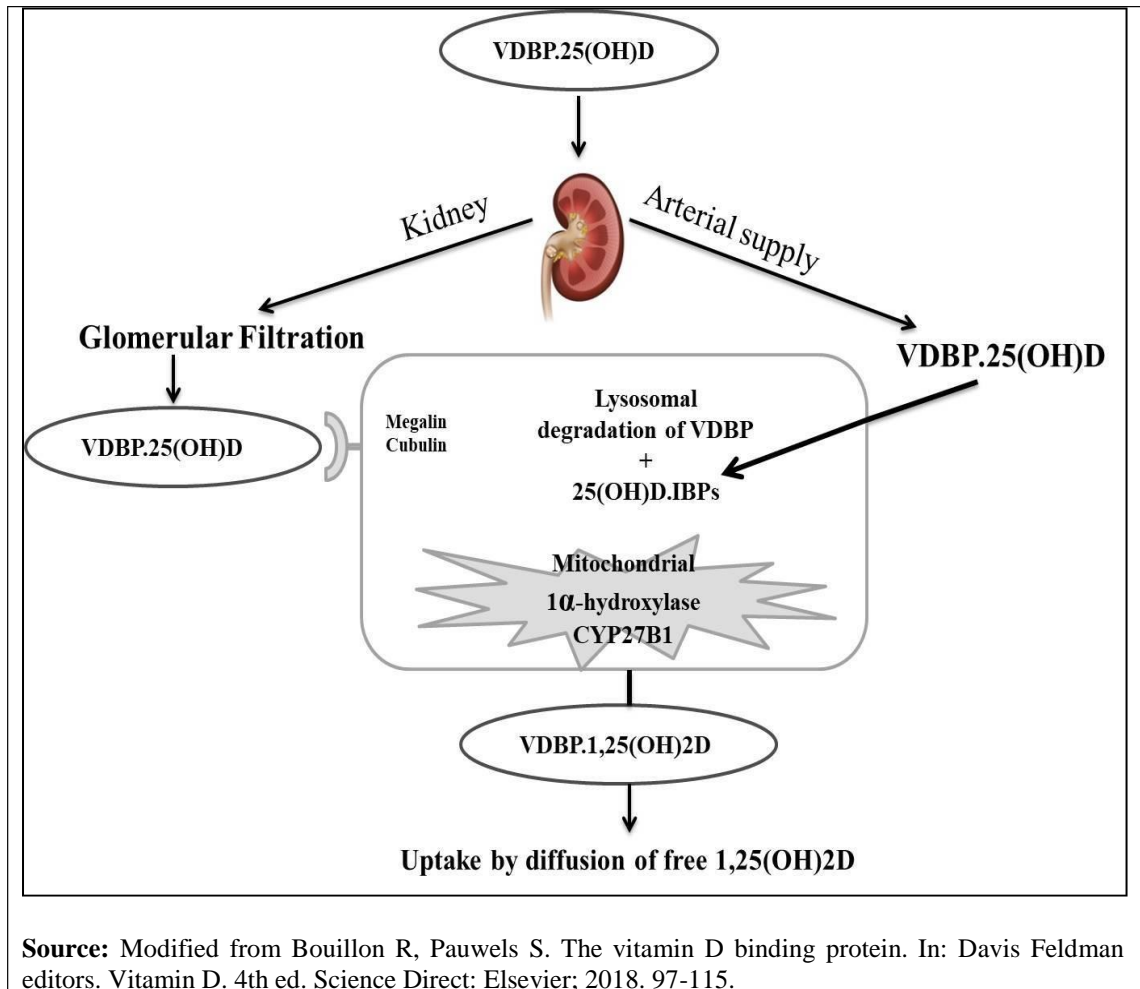 VDBP.25(OH)D
Kidney
Arterial supply
Glomerular Filtration
VDBP.25(OH)D
VDBP.25(OH)D
Megalin
Cubulin
Lysosomal
degradation of VDBP
+
25(OH)D.IBPs
Mitochondrial
1α-hydroxylase
CYP27B1
VDBP.1,25(OH)2D
Uptake by diffusion of free 1,25(OH)2D
Source: Modified from Bouillon R, Pauwels S. The vitamin D binding protein. In: Davis Feldman
editors. Vitamin D. 4th ed. Science Direct: Elsevier; 2018. 97-115.